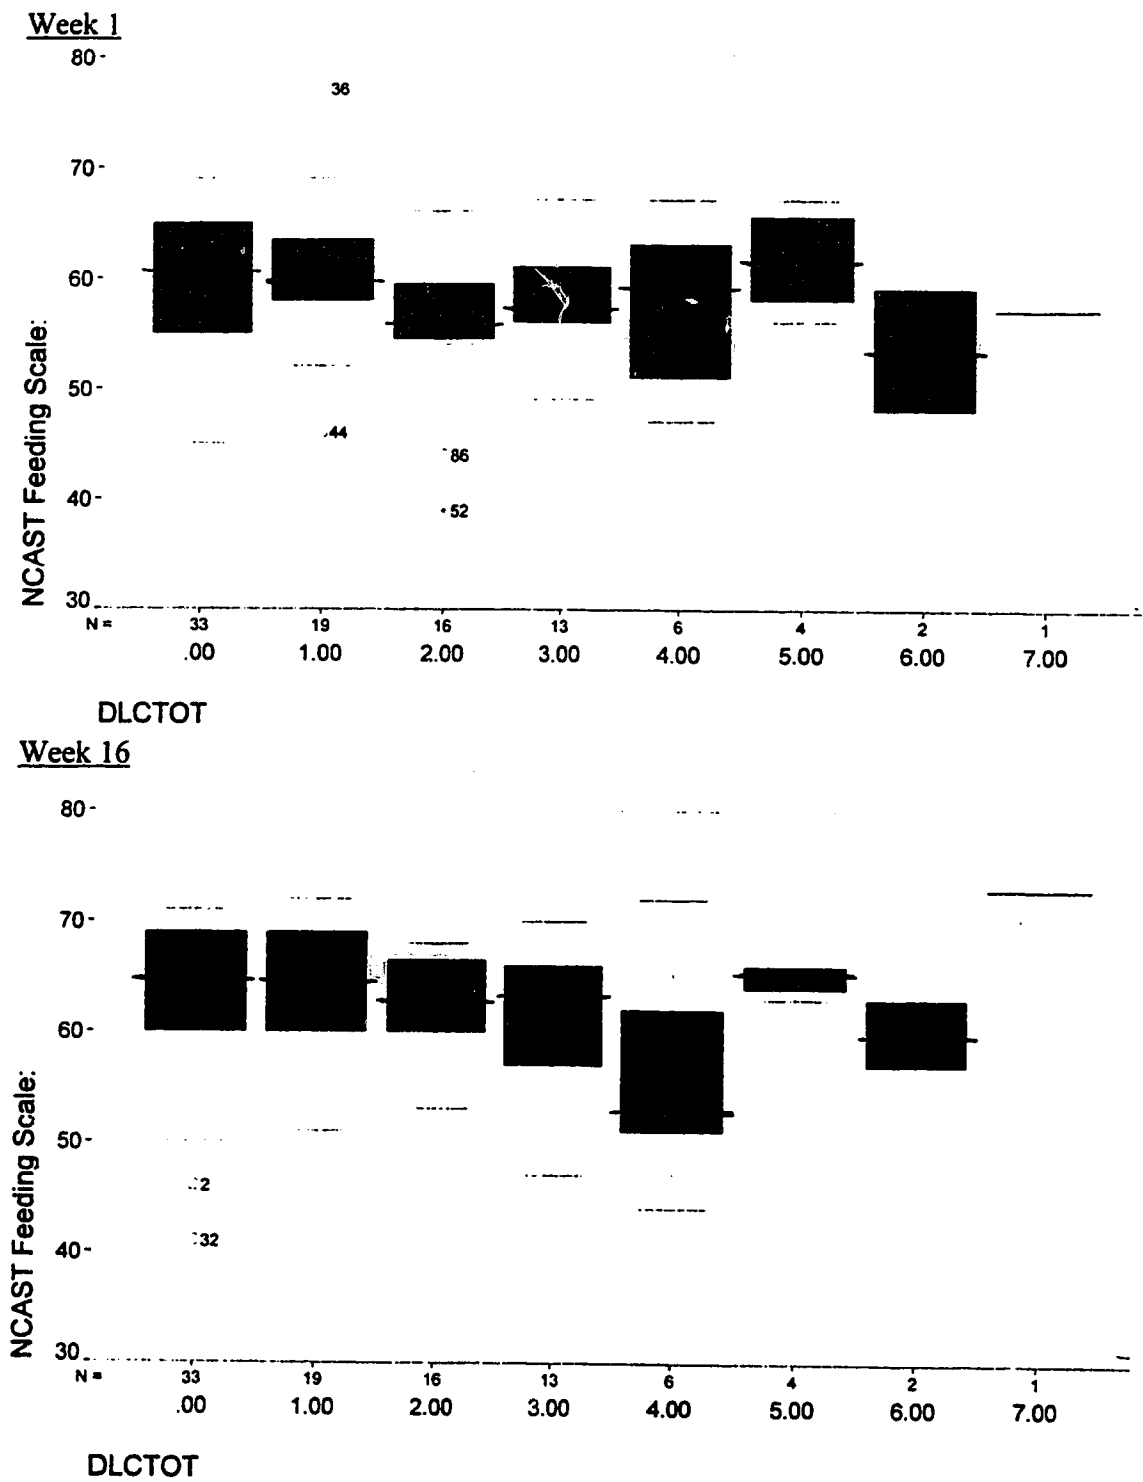 Week 1
80
36
70
60
50
44
86
40
52
30
NCAST Feeding Scale:
N = 33 19 16 13 6 4 2 1
.00 1.00 2.00 3.00 4.00 5.00 6.00 7.00
DLCTOT
Week 16
80
70
60
50
2
32
40
30
NCAST Feeding Scale:
N = 33 19 16 13 6 4 2 1
.00 1.00 2.00 3.00 4.00 5.00 6.00 7.00
DLCTOT